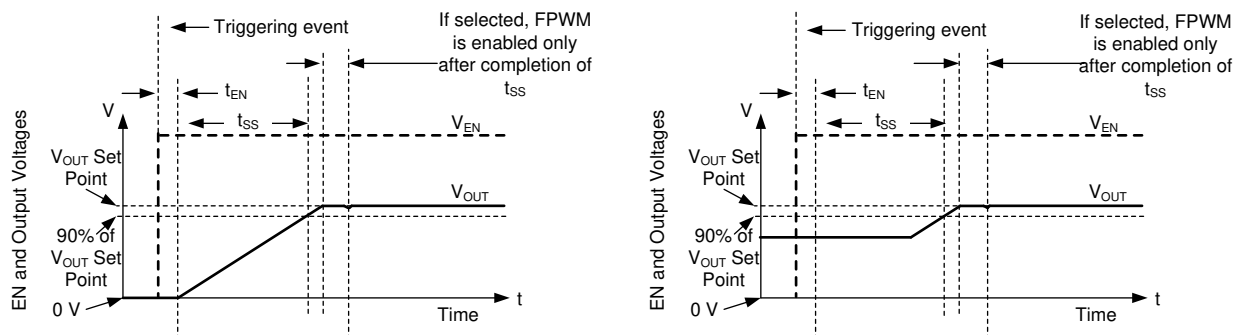 Triggering event
If selected, FPWM
is enabled only
after completion of
tSS
tEN
V
tSS
VEN
VOUT Set
Point
VOUT
90% of
VOUT Set
Point
0 V
t
Time
EN and Output Voltages
Triggering event
If selected, FPWM
is enabled only
after completion of
tSS
tEN
V
tSS
VEN
VOUT Set
Point
VOUT
90% of
VOUT Set
Point
0 V
t
Time
EN and Output Voltages